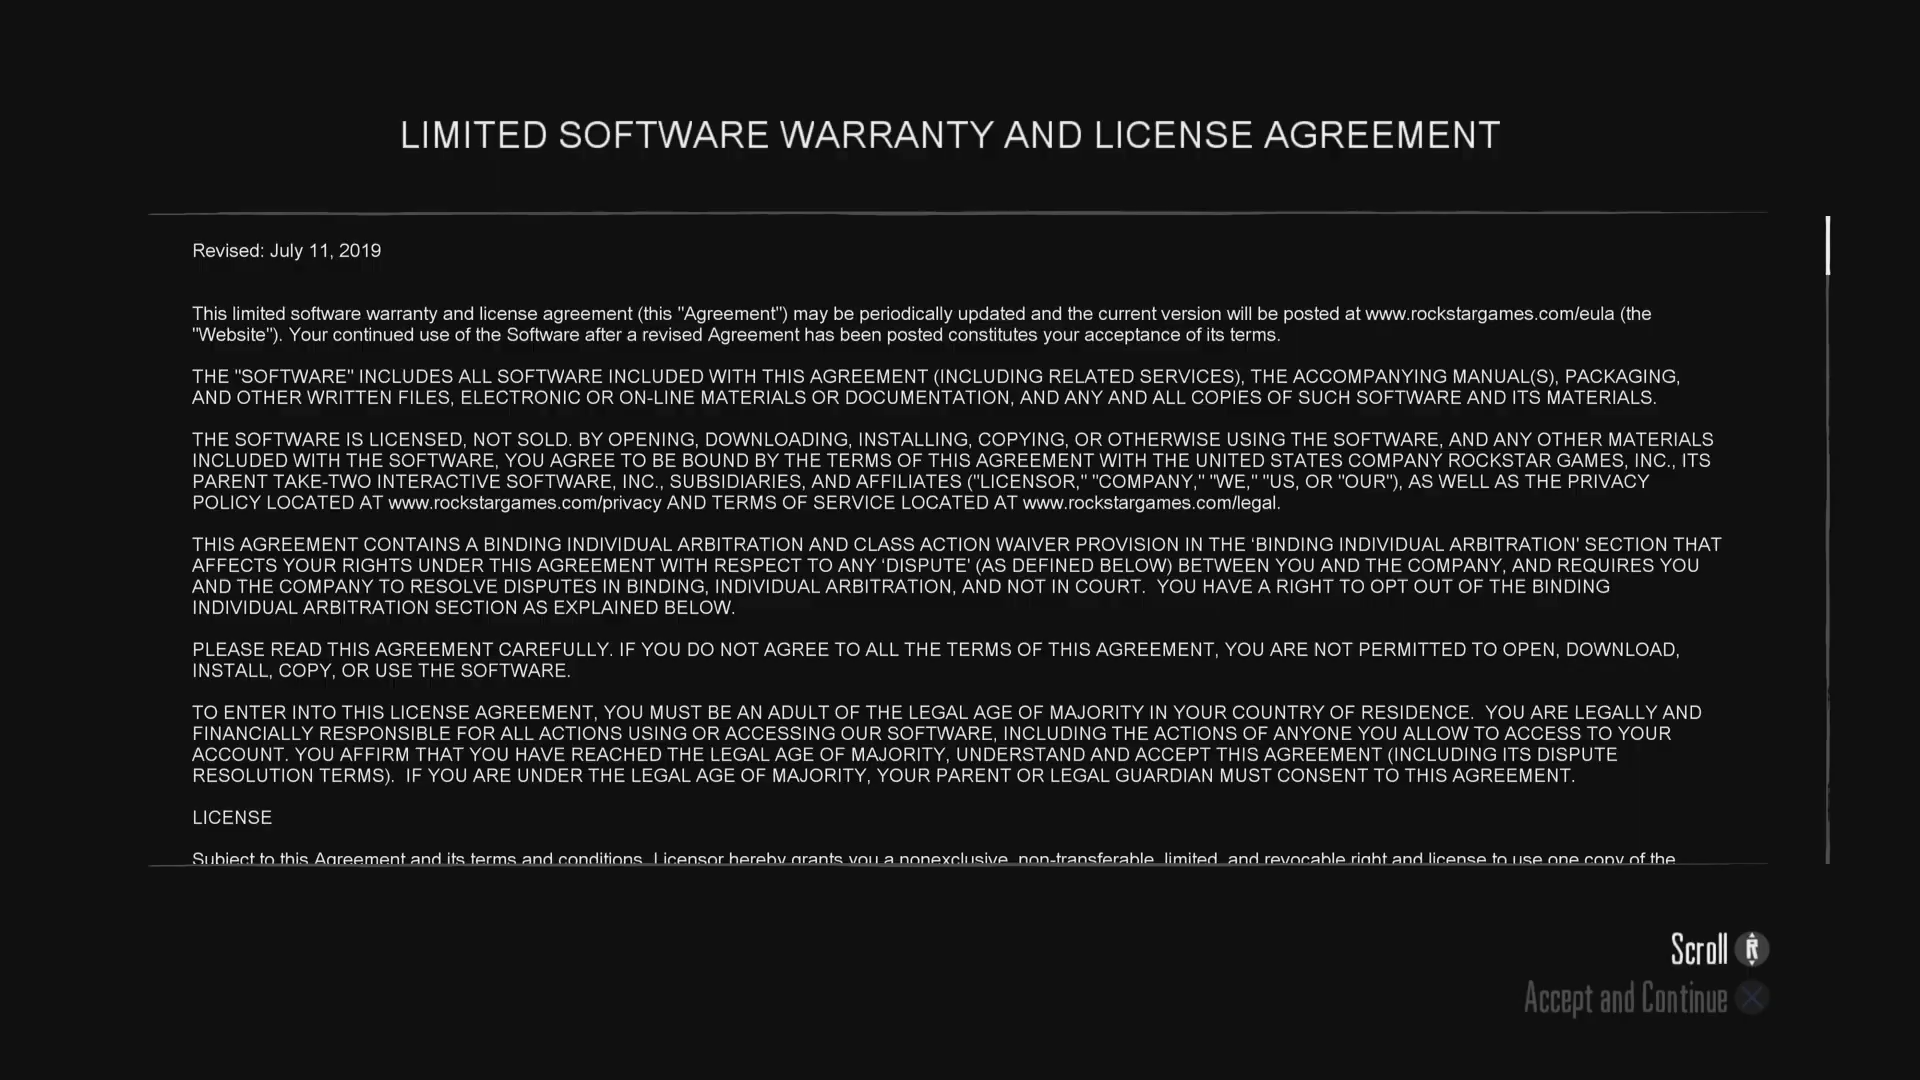 LIMITED SOFTWARE WARRANTY AND LICENSE AGREEMENT
Revised: July 11, 2019
This limited software warranty and license agreement (this "Agreement") may be periodically updated and the current version will be posted at www.rockstargames.com/eula (the
"Website"). Your continued use of the Software after a revised Agreement has been posted constitutes your acceptance of its terms.
THE "SOFTWARE" INCLUDES ALL SOFTWARE INCLUDED WITH THIS AGREEMENT (INCLUDING RELATED SERVICES), THE ACCOMPANYING MANUAL(S), PACKAGING,
AND OTHER WRITTEN FILES, ELECTRONIC OR ON-LINE MATERIALS OR DOCUMENTATION, AND ANY AND ALL COPIES OF SUCH SOFTWARE AND ITS MATERIALS.
THE SOFTWARE IS LICENSED, NOT SOLD. BY OPENING, DOWNLOADING, INSTALLING, COPYING, OR OTHERWISE USING THE SOFTWARE, AND ANY OTHER MATERIALS
INCLUDED WITH THE SOFTWARE, YOU AGREE TO BE BOUND BY THE TERMS OF THIS AGREEMENT WITH THE UNITED STATES COMPANY ROCKSTAR GAMES, INC., ITS
PARENT TAKE-TWO INTERACTIVE SOFTWARE, INC., SUBSIDIARIES, AND AFFILIATES ("LICENSOR," "COMPANY," "WE," "US, OR "OUR"), AS WELL AS THE PRIVACY
POLICY LOCATED AT www.rockstargames.com/privacy AND TERMS OF SERVICE LOCATED AT www.rockstargames.com/legal.
THIS AGREEMENT CONTAINS A BINDING INDIVIDUAL ARBITRATION AND CLASS ACTION WAIVER PROVISION IN THE ‘BINDING INDIVIDUAL ARBITRATION’ SECTION THAT
AFFECTS YOUR RIGHTS UNDER THIS AGREEMENT WITH RESPECT TO ANY ‘DISPUTE’ (AS DEFINED BELOW) BETWEEN YOU AND THE COMPANY, AND REQUIRES YOU
AND THE COMPANY TO RESOLVE DISPUTES IN BINDING, INDIVIDUAL ARBITRATION, AND NOT IN COURT.  YOU HAVE A RIGHT TO OPT OUT OF THE BINDING
INDIVIDUAL ARBITRATION SECTION AS EXPLAINED BELOW.
PLEASE READ THIS AGREEMENT CAREFULLY. IF YOU DO NOT AGREE TO ALL THE TERMS OF THIS AGREEMENT, YOU ARE NOT PERMITTED TO OPEN, DOWNLOAD,
INSTALL, COPY, OR USE THE SOFTWARE.
TO ENTER INTO THIS LICENSE AGREEMENT, YOU MUST BE AN ADULT OF THE LEGAL AGE OF MAJORITY IN YOUR COUNTRY OF RESIDENCE.  YOU ARE LEGALLY AND
FINANCIALLY RESPONSIBLE FOR ALL ACTIONS USING OR ACCESSING OUR SOFTWARE, INCLUDING THE ACTIONS OF ANYONE YOU ALLOW TO ACCESS TO YOUR
ACCOUNT. YOU AFFIRM THAT YOU HAVE REACHED THE LEGAL AGE OF MAJORITY, UNDERSTAND AND ACCEPT THIS AGREEMENT (INCLUDING ITS DISPUTE
RESOLUTION TERMS).  IF YOU ARE UNDER THE LEGAL AGE OF MAJORITY, YOUR PARENT OR LEGAL GUARDIAN MUST CONSENT TO THIS AGREEMENT.
LICENSE
Subject to this Agreement and its terms and conditions, Licensor hereby grants you a nonexclusive, non-transferable, limited, and revocable right and license to use one copy of the
Scroll R
Accept and Continue